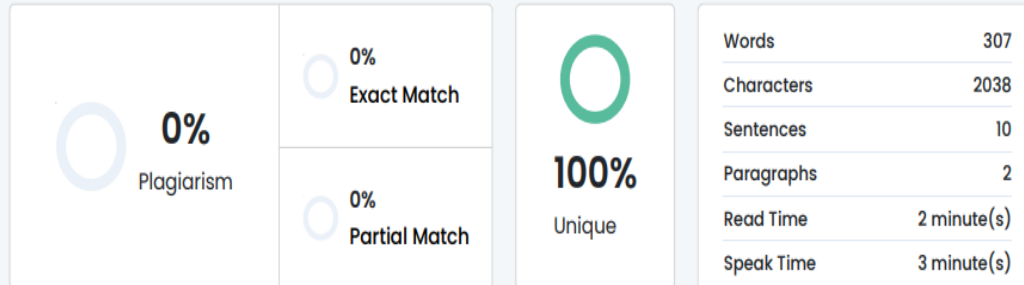 0%
Plagiarism
0%
Exact Match
0%
Partial Match
100%
Unique
Words 307
Characters 2038
Sentences 10
Paragraphs 2
Read Time 2 minute(s)
Speak Time 3 minute(s)